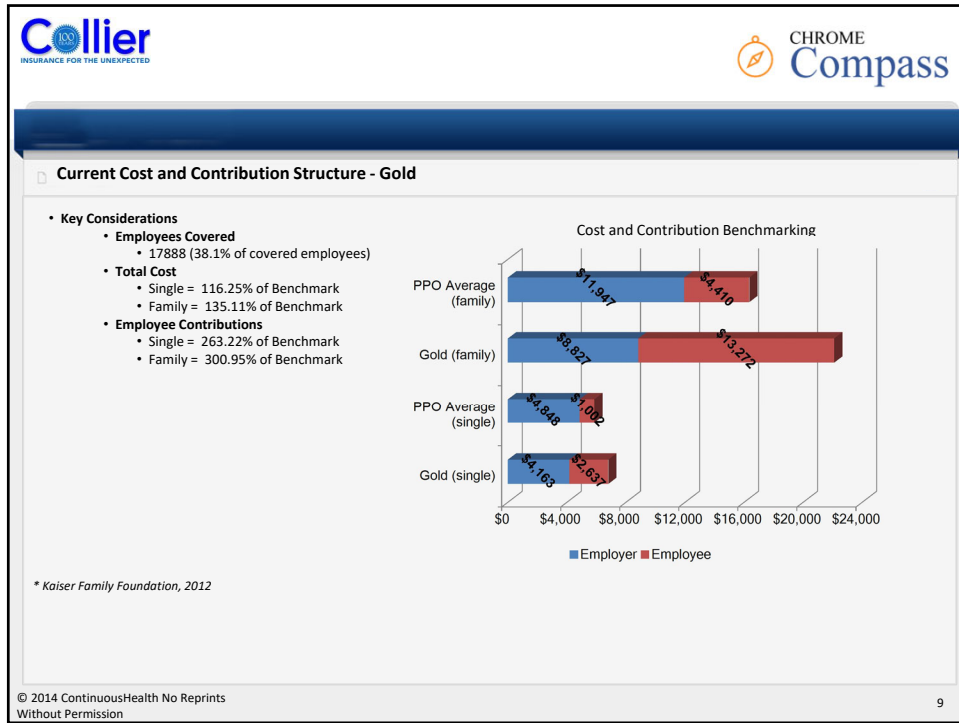 Collier
100
YEARS
INSURANCE FOR THE UNEXPECTED
CHROME
Compass
Current Cost and Contribution Structure - Gold
• Key Considerations
• Employees Covered
• 17888 (38.1% of covered employees)
• Total Cost
• Single = 116.25% of Benchmark
• Family = 135.11% of Benchmark
• Employee Contributions
• Single = 263.22% of Benchmark
• Family = 300.95% of Benchmark
Cost and Contribution Benchmarking
PPO Average
(family)
$11,947
$4,410
Gold (family)
$8,827
$13,272
PPO Average
(single)
$4,848
$1,002
Gold (single)
$4,163
$2,637
$0 $4,000 $8,000 $12,000 $16,000 $20,000 $24,000
Employer Employee
* Kaiser Family Foundation, 2012
© 2014 ContinuousHealth No Reprints
Without Permission
9